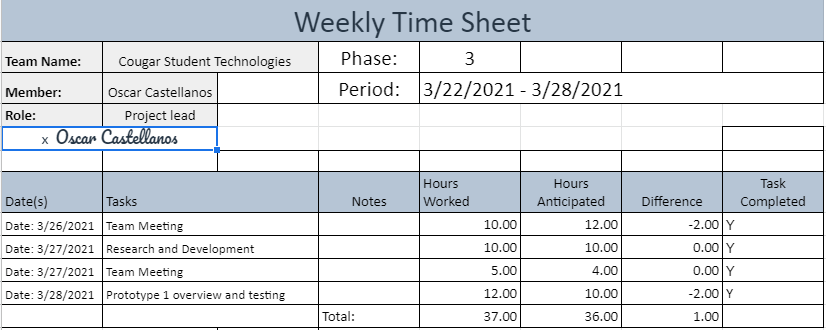 Weekly Time Sheet
Team Name: Cougar Student Technologies Phase: 3
Member: Oscar Castellanos Period: 3/22/2021 - 3/28/2021
Role: Project lead
x Oscar Castellanos
Date(s) Tasks Notes Hours Worked Hours Anticipated Difference Task Completed
Date: 3/26/2021 Team Meeting 10.00 12.00 -2.00 Y
Date: 3/27/2021 Research and Development 10.00 10.00 0.00 Y
Date: 3/27/2021 Team Meeting 5.00 4.00 0.00 Y
Date: 3/28/2021 Prototype 1 overview and testing 12.00 10.00 -2.00 Y
Total: 37.00 36.00 1.00